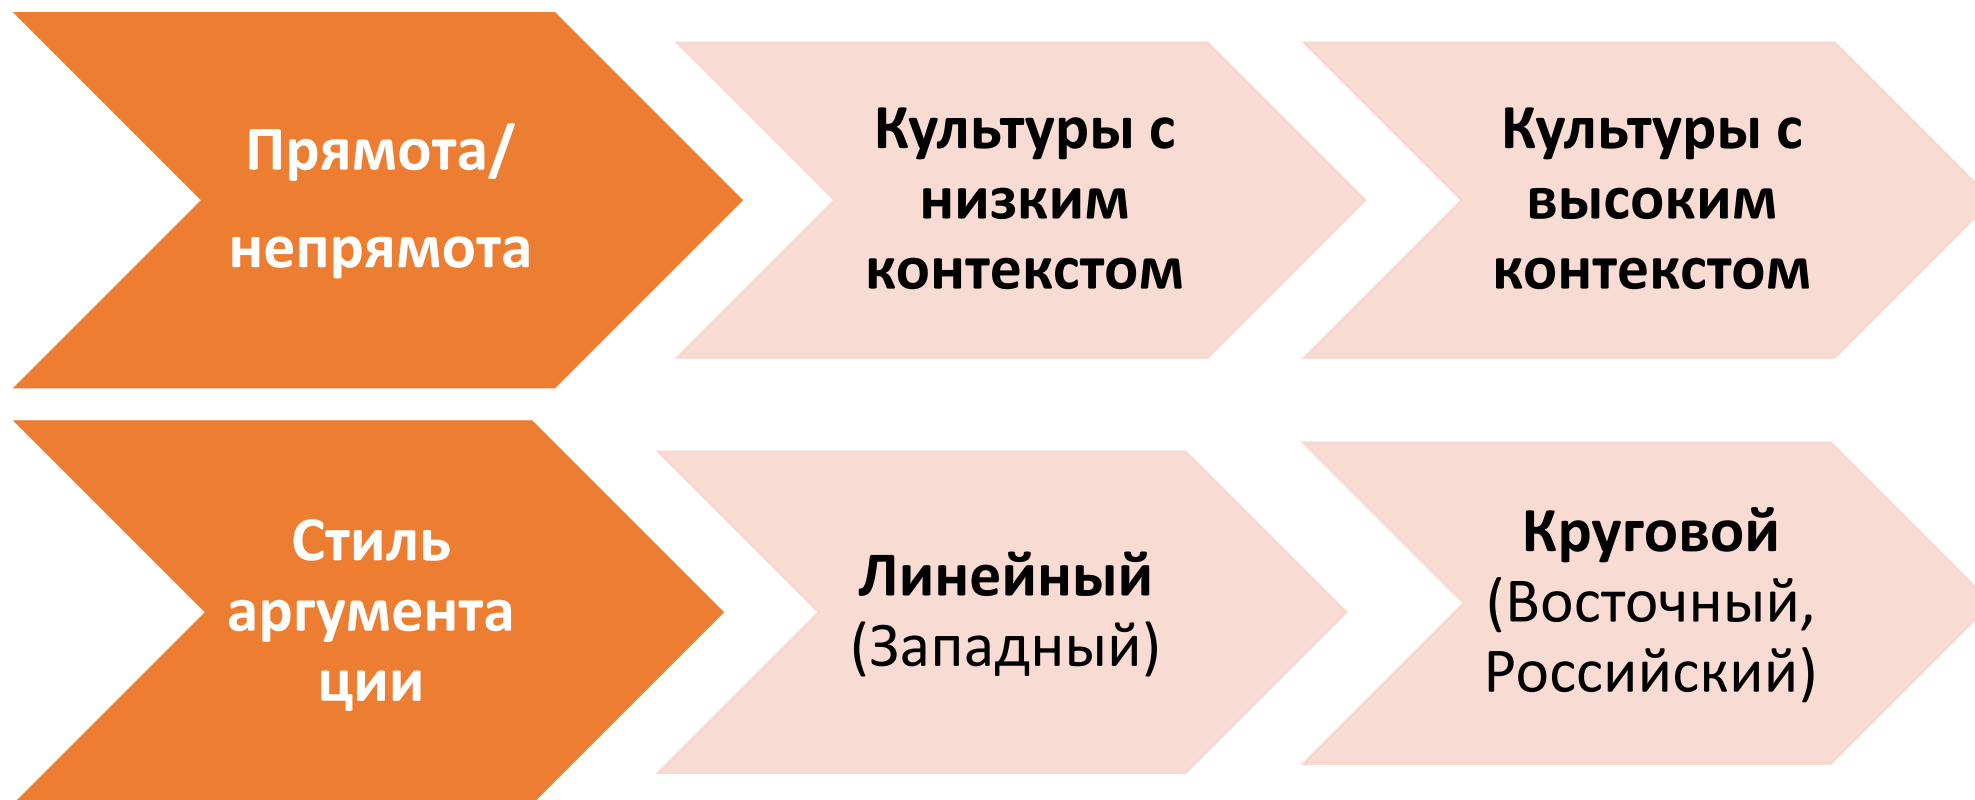 Прямота/
непрямота
Культуры с
низким
контекстом
Культуры с
высоким
контекстом
Стиль
аргумента
ции
Линейный
(Западный)
Круговой
(Восточный,
Российский)